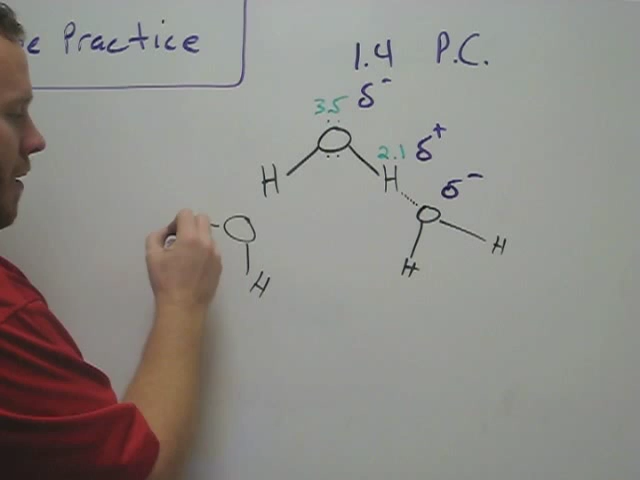 e Practice
1.4 P.C.
3.5 δ-
O
2.1 δ+
H H
δ-
O O
H H H